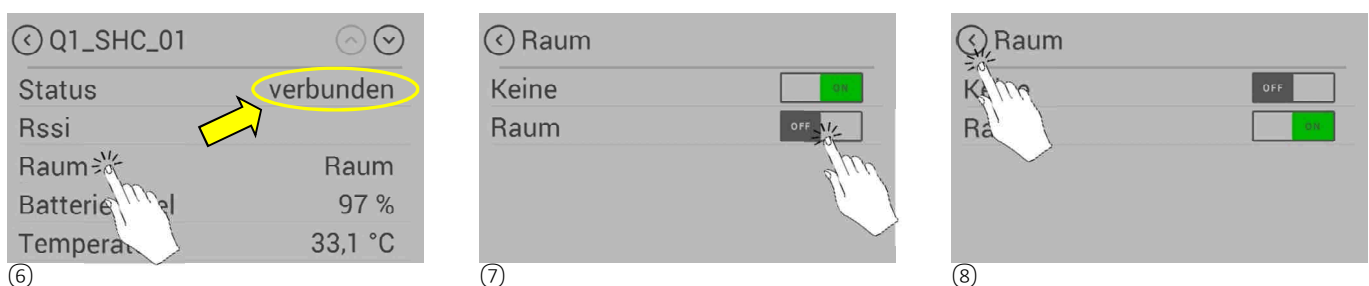 Q1_SHC_01
Status verbunden
Rssi
Raum Raum
97 %
33,1 °C
⑥
Raum
Keine ON
Raum OFF
⑦
Raum
OFF
ON
⑧